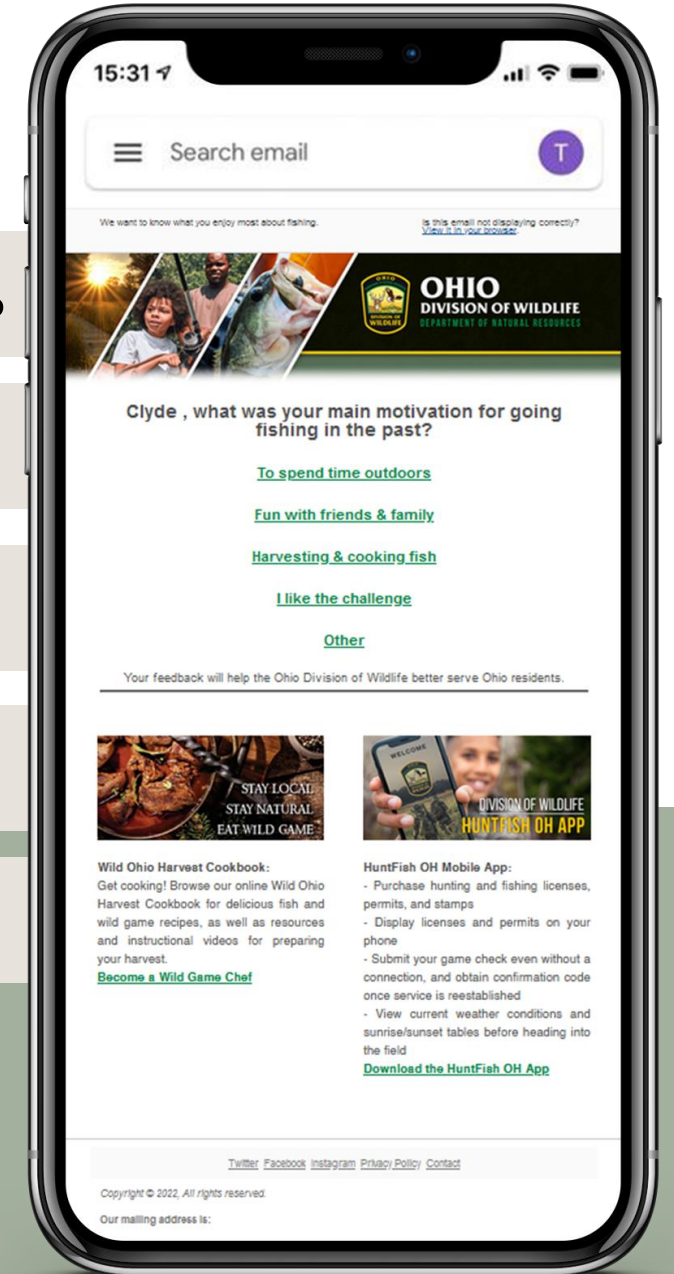 15:31
Search email
T
We want to know what you enjoy most about fishing.
Is this email not displaying correctly?
View it in your browser.
OHIO
DIVISION OF WILDLIFE
OHIO
DIVISION OF WILDLIFE
DEPARTMENT OF NATURAL RESOURCES
Clyde , what was your main motivation for going
fishing in the past?
To spend time outdoors
Fun with friends & family
Harvesting & cooking fish
I like the challenge
Other
Your feedback will help the Ohio Division of Wildlife better serve Ohio residents.
STAY LOCAL
STAY NATURAL
EAT WILD GAME
Wild Ohio Harvest Cookbook:
Get cooking! Browse our online Wild Ohio
Harvest Cookbook for delicious fish and
wild game recipes, as well as resources
and instructional videos for preparing
your harvest.
Become a Wild Game Chef
WELCOME
DIVISION OF WILDLIFE
HUNTFISH OH APP
HuntFish OH Mobile App:
- Purchase hunting and fishing licenses,
permits, and stamps
- Display licenses and permits on your
phone
- Submit your game check even without a
connection, and obtain confirmation code
once service is reestablished
- View current weather conditions and
sunrise/sunset tables before heading into
the field
Download the HuntFish OH App
Twitter Facebook Instagram Privacy Policy Contact
Copyright © 2022, All rights reserved.
Our mailing address is: